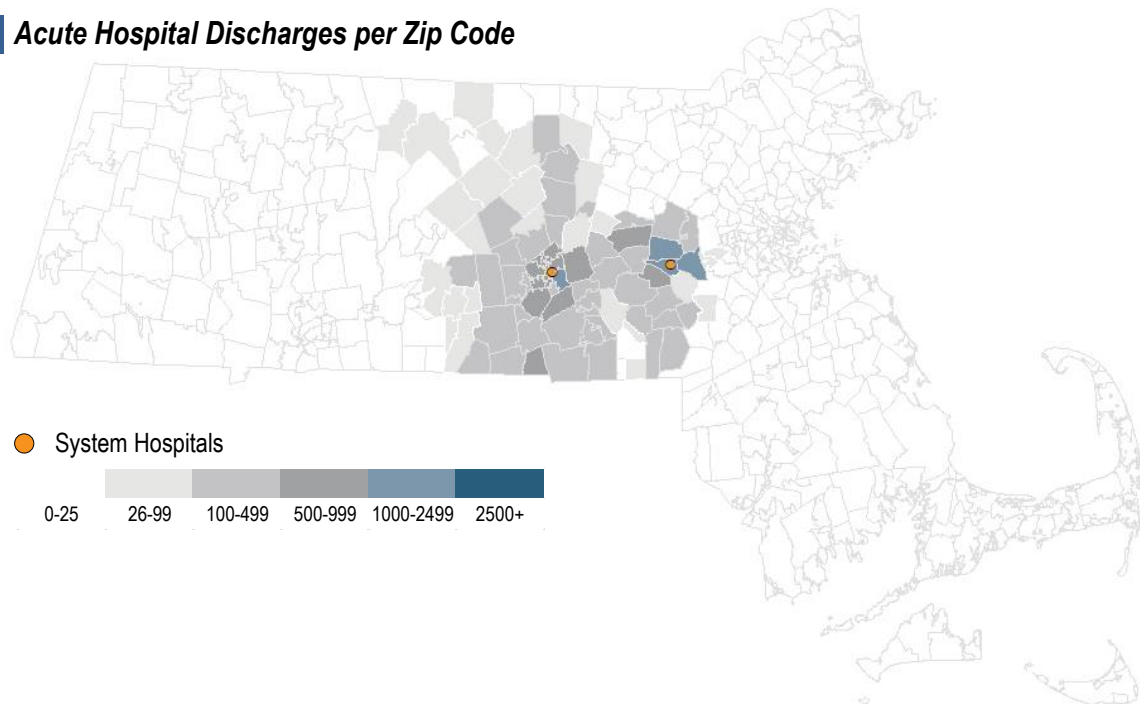 Acute Hospital Discharges per Zip Code
System Hospitals
0-25 26-99 100-499 500-999 1000-2499 2500+